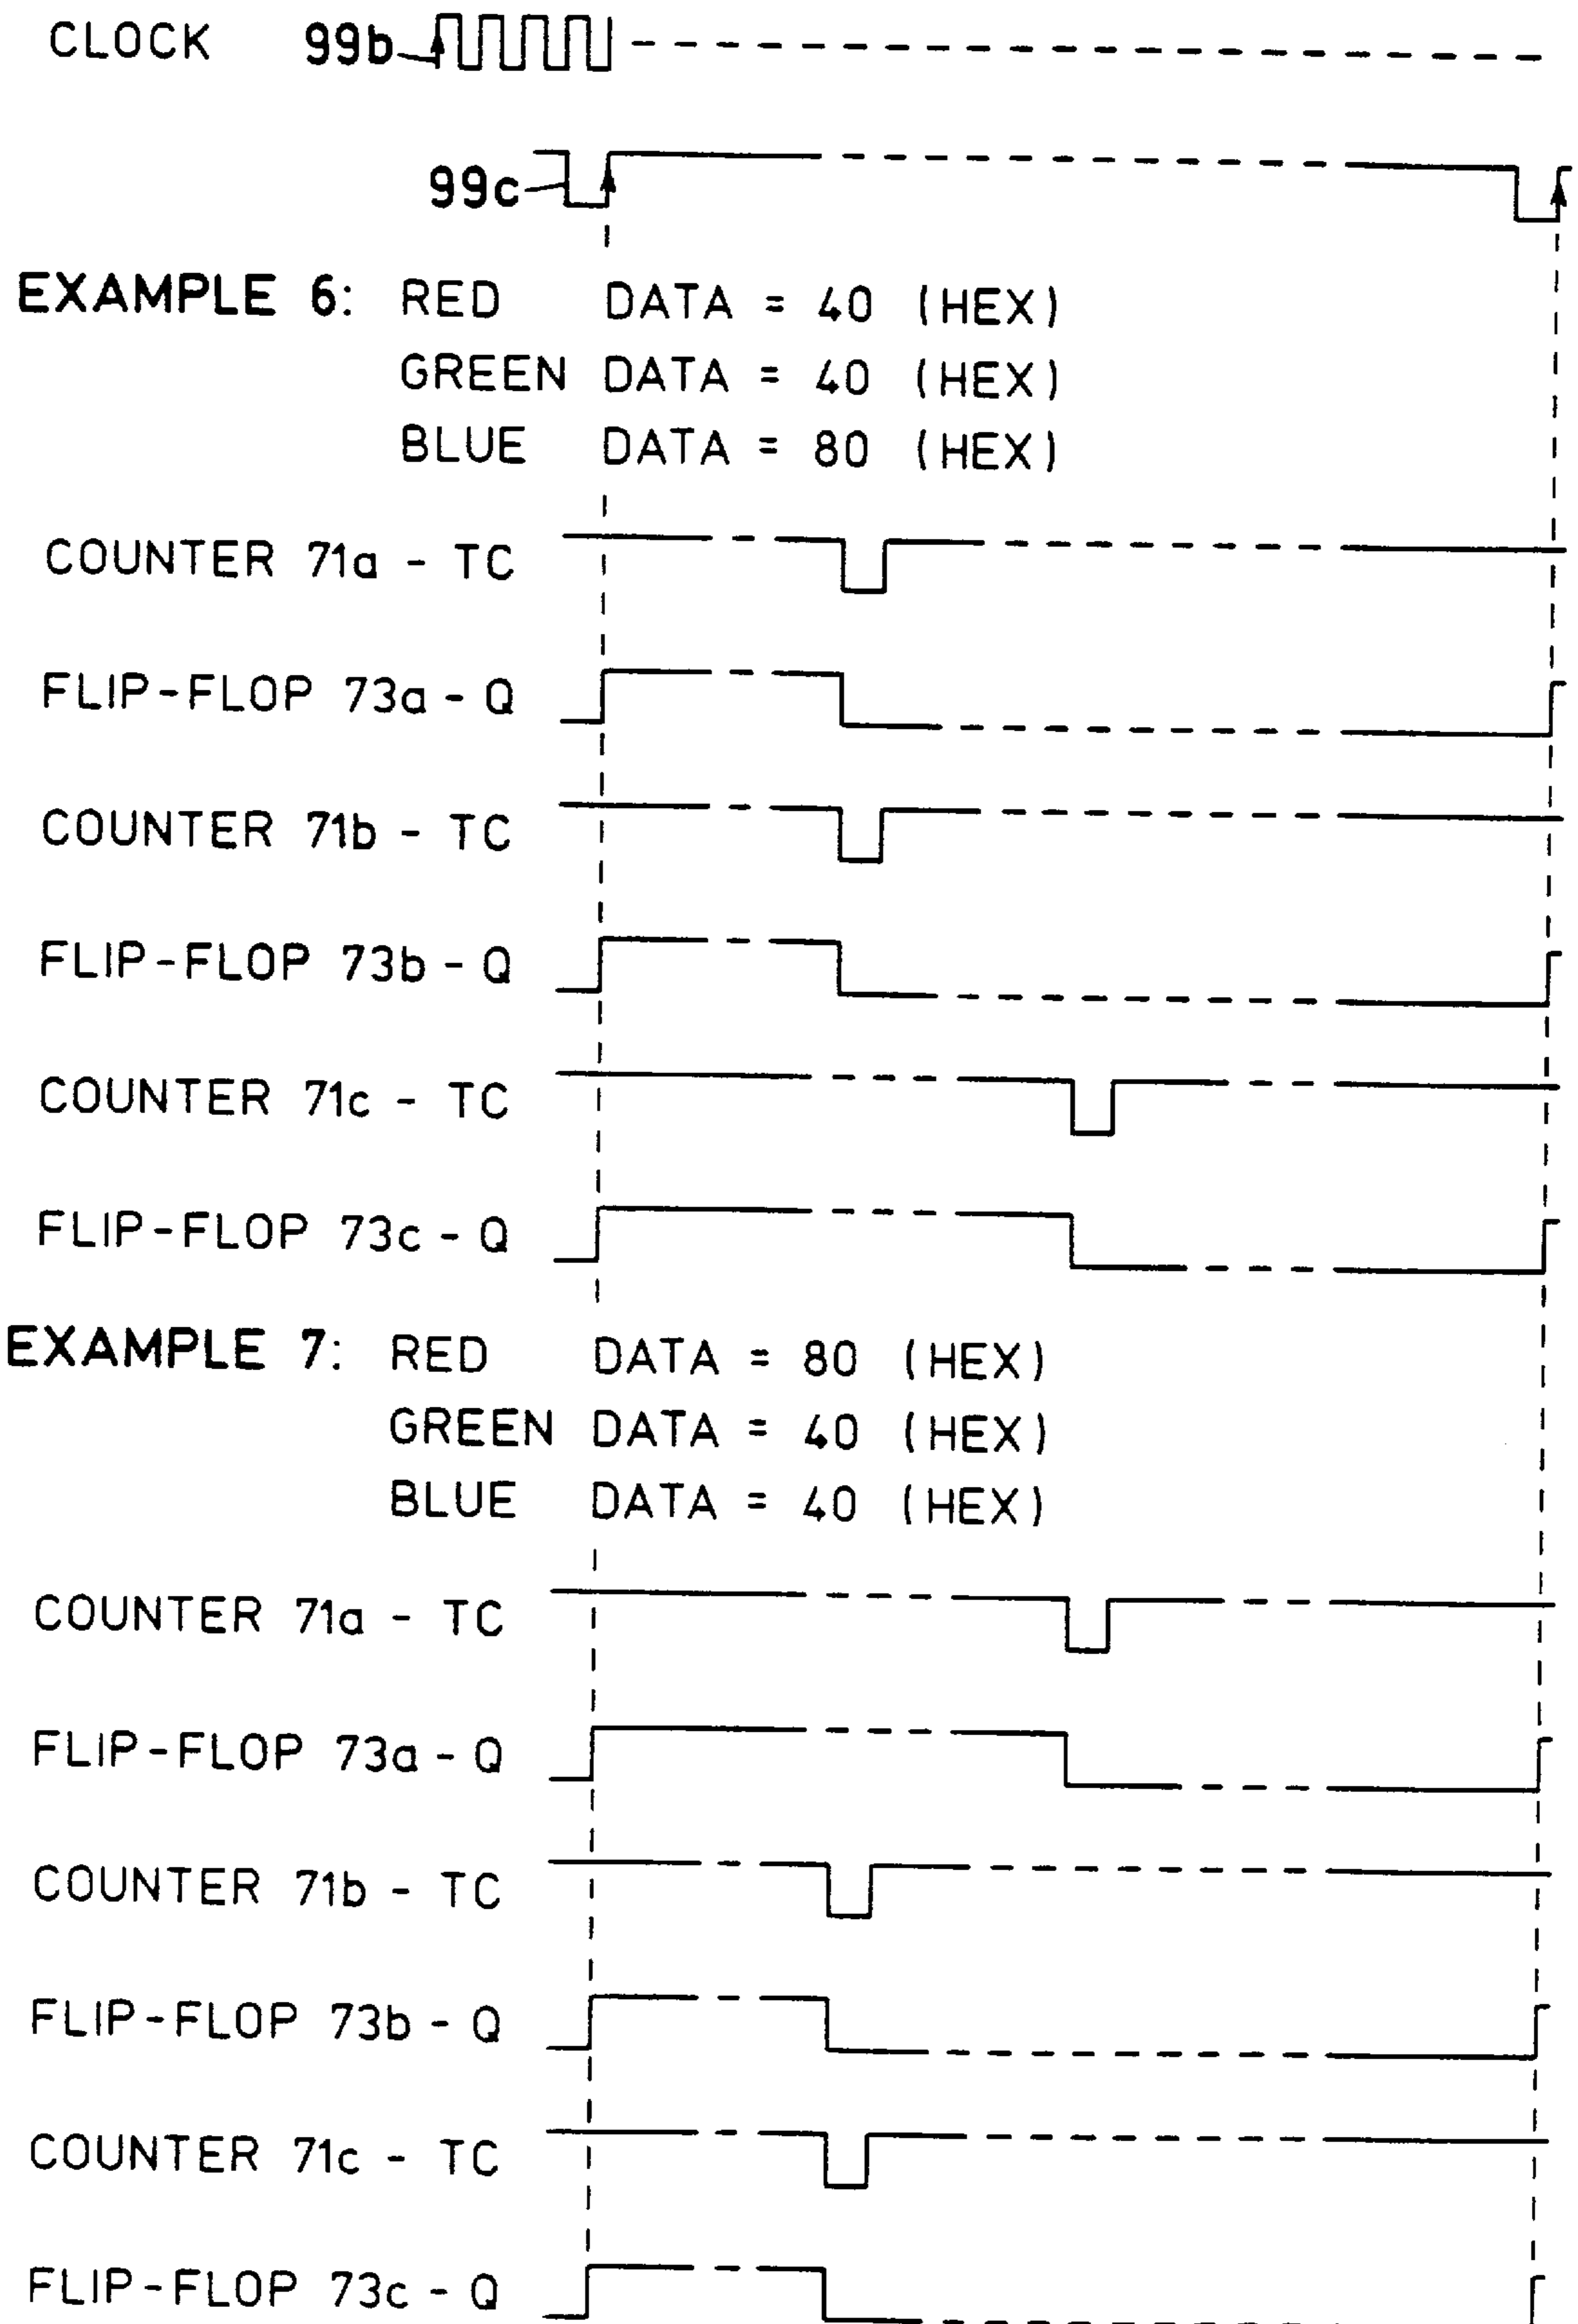 CLOCK 99b
99c
EXAMPLE 6: RED DATA = 40 (HEX)
GREEN DATA = 40 (HEX)
BLUE DATA = 80 (HEX)
COUNTER 71a - TC
FLIP-FLOP 73a - Q
COUNTER 71b - TC
FLIP-FLOP 73b - Q
COUNTER 71c - TC
FLIP-FLOP 73c - Q
EXAMPLE 7: RED DATA = 80 (HEX)
GREEN DATA = 40 (HEX)
BLUE DATA = 40 (HEX)
COUNTER 71a - TC
FLIP-FLOP 73a - Q
COUNTER 71b - TC
FLIP-FLOP 73b - Q
COUNTER 71c - TC
FLIP-FLOP 73c - Q